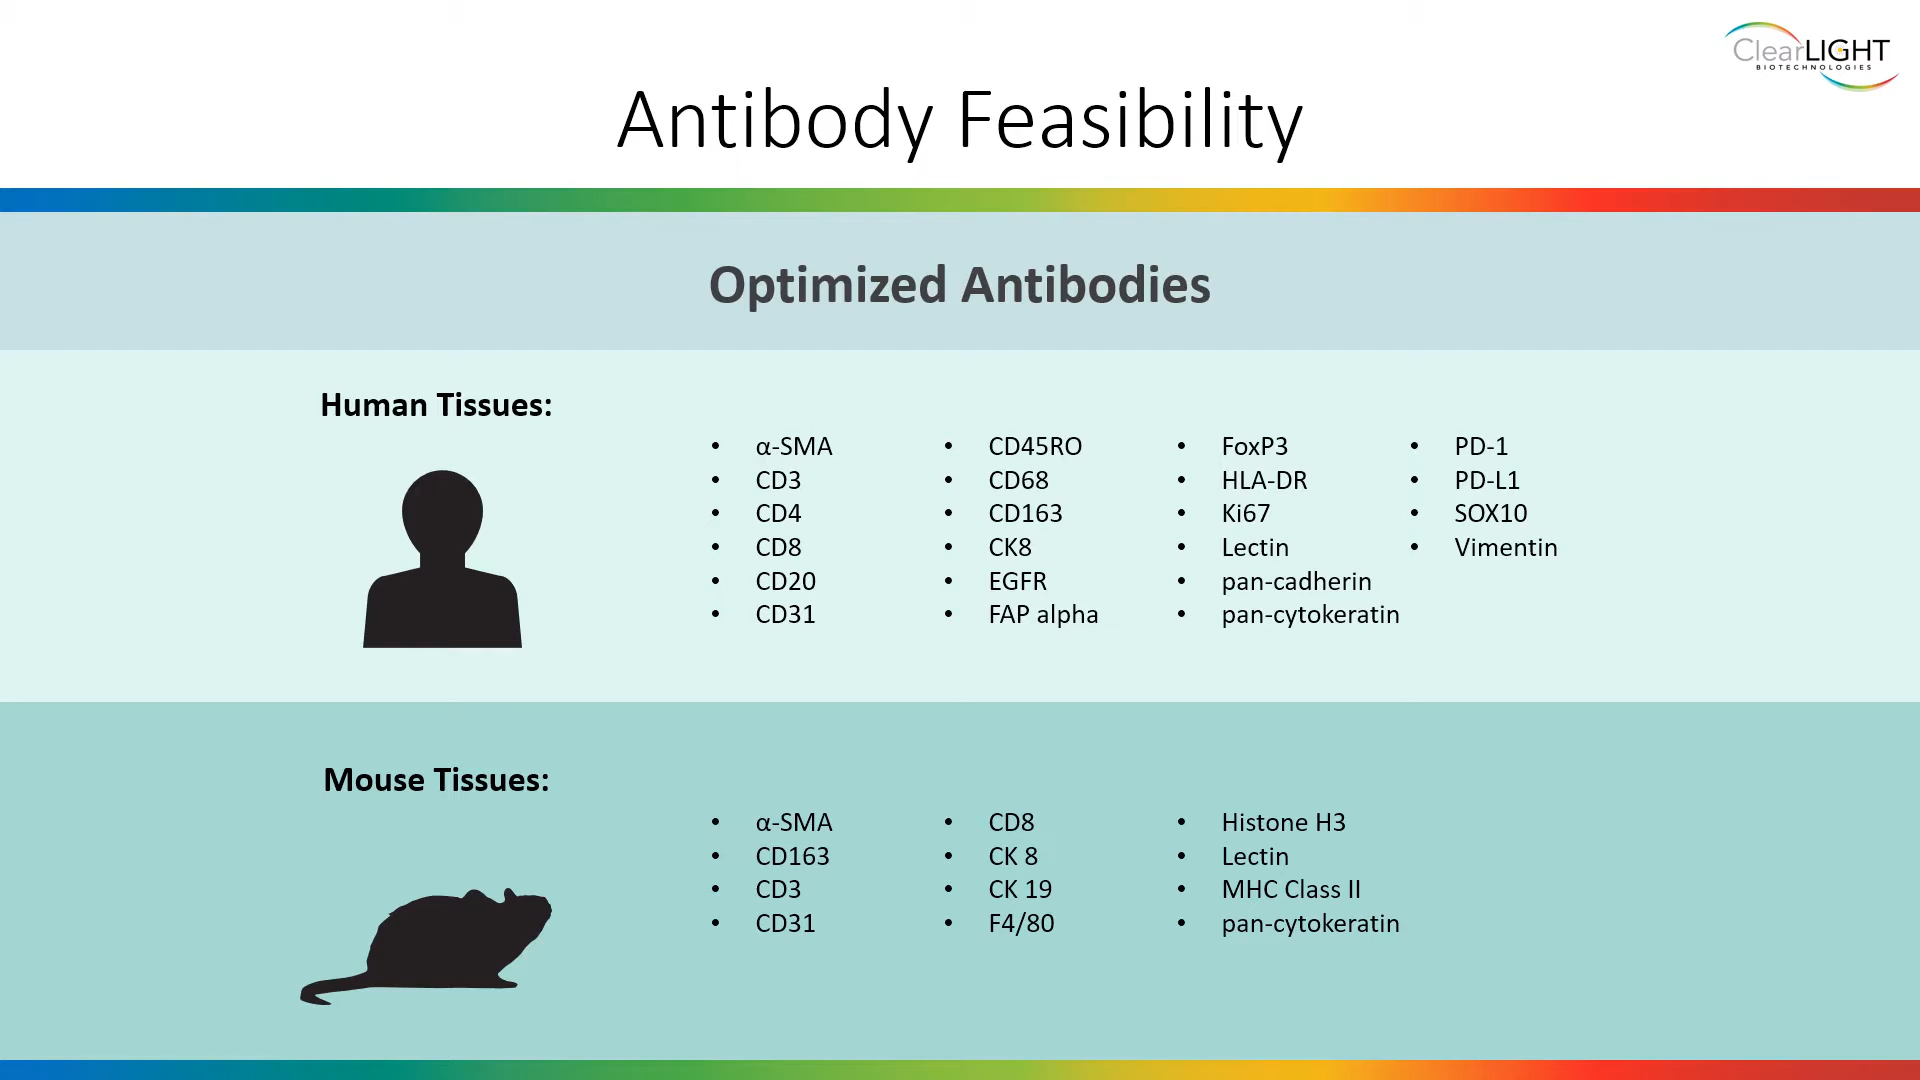 ClearLIGHT
BIOTECHNOLOGIES
Antibody Feasibility
Optimized Antibodies
Human Tissues:
• α-SMA
• CD3
• CD4
• CD8
• CD20
• CD31
• CD45RO
• CD68
• CD163
• CK8
• EGFR
• FAP alpha
• FoxP3
• HLA-DR
• Ki67
• Lectin
• pan-cadherin
• pan-cytokeratin
• PD-1
• PD-L1
• SOX10
• Vimentin
Mouse Tissues:
• α-SMA
• CD163
• CD3
• CD31
• CD8
• CK 8
• CK 19
• F4/80
• Histone H3
• Lectin
• MHC Class II
• pan-cytokeratin